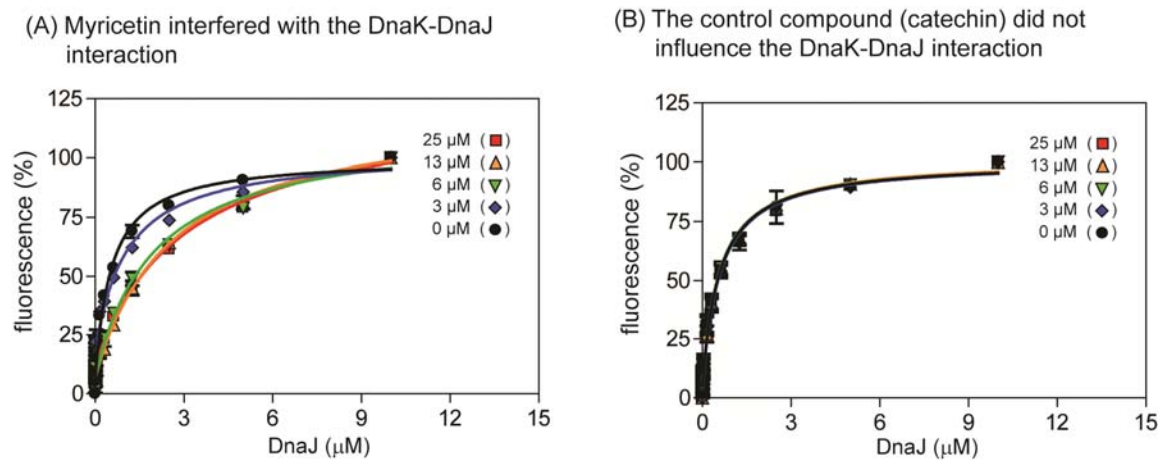 (A) Myricetin interfered with the DnaK-DnaJ
interaction
125
100
75
50
25
0
fluorescence (%)
25 μM (■)
13 μM (▲)
6 μM (▼)
3 μM (◆)
0 μM (●)
0 3 6 9 12 15
DnaJ (μM)
(B) The control compound (catechin) did not
influence the DnaK-DnaJ interaction
125
100
75
50
25
0
fluorescence (%)
25 μM (■)
13 μM (▲)
6 μM (▼)
3 μM (◆)
0 μM (●)
0 3 6 9 12 15
DnaJ (μM)